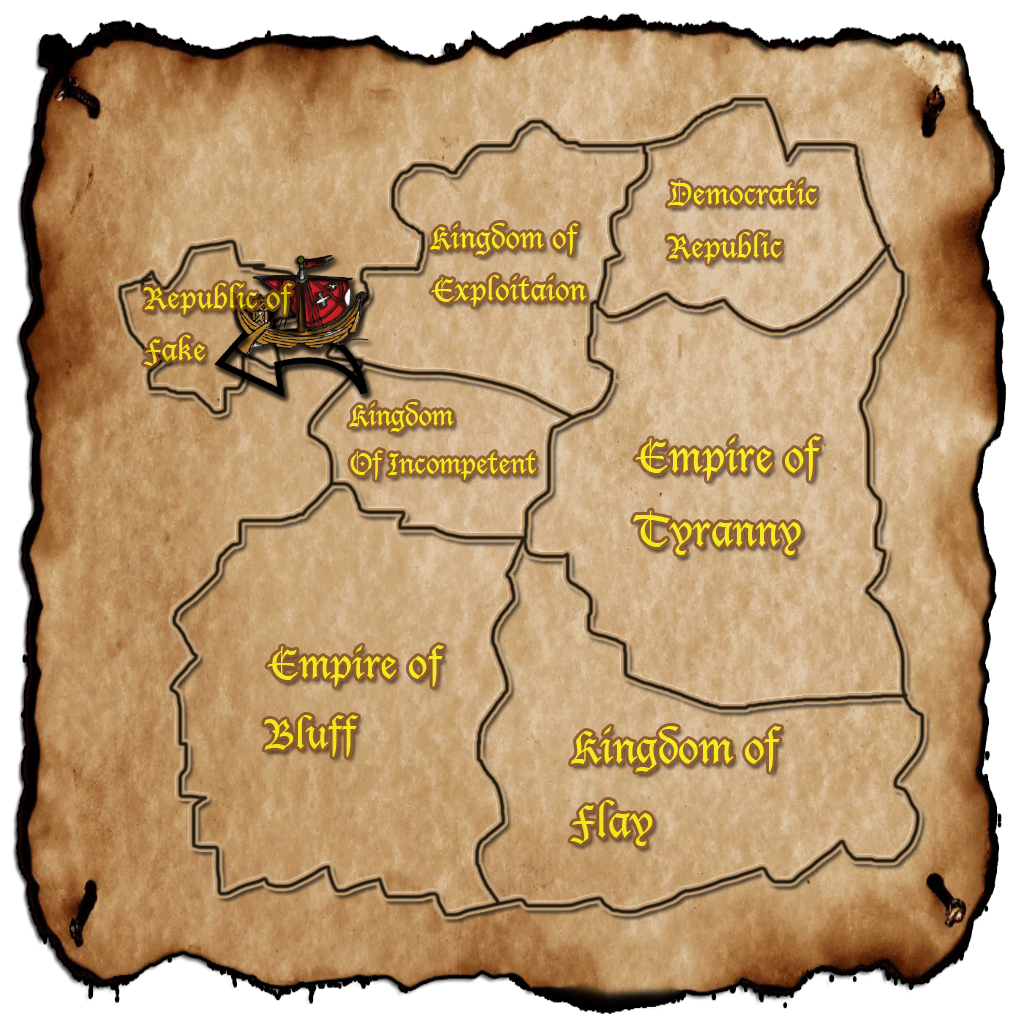 Democratic
Republic
Kingdom of
Exploitaion
Republic of
Fake
Kingdom
Of Incompetent
Empire of
Tyranny
Empire of
Bluff
Kingdom of
Flay